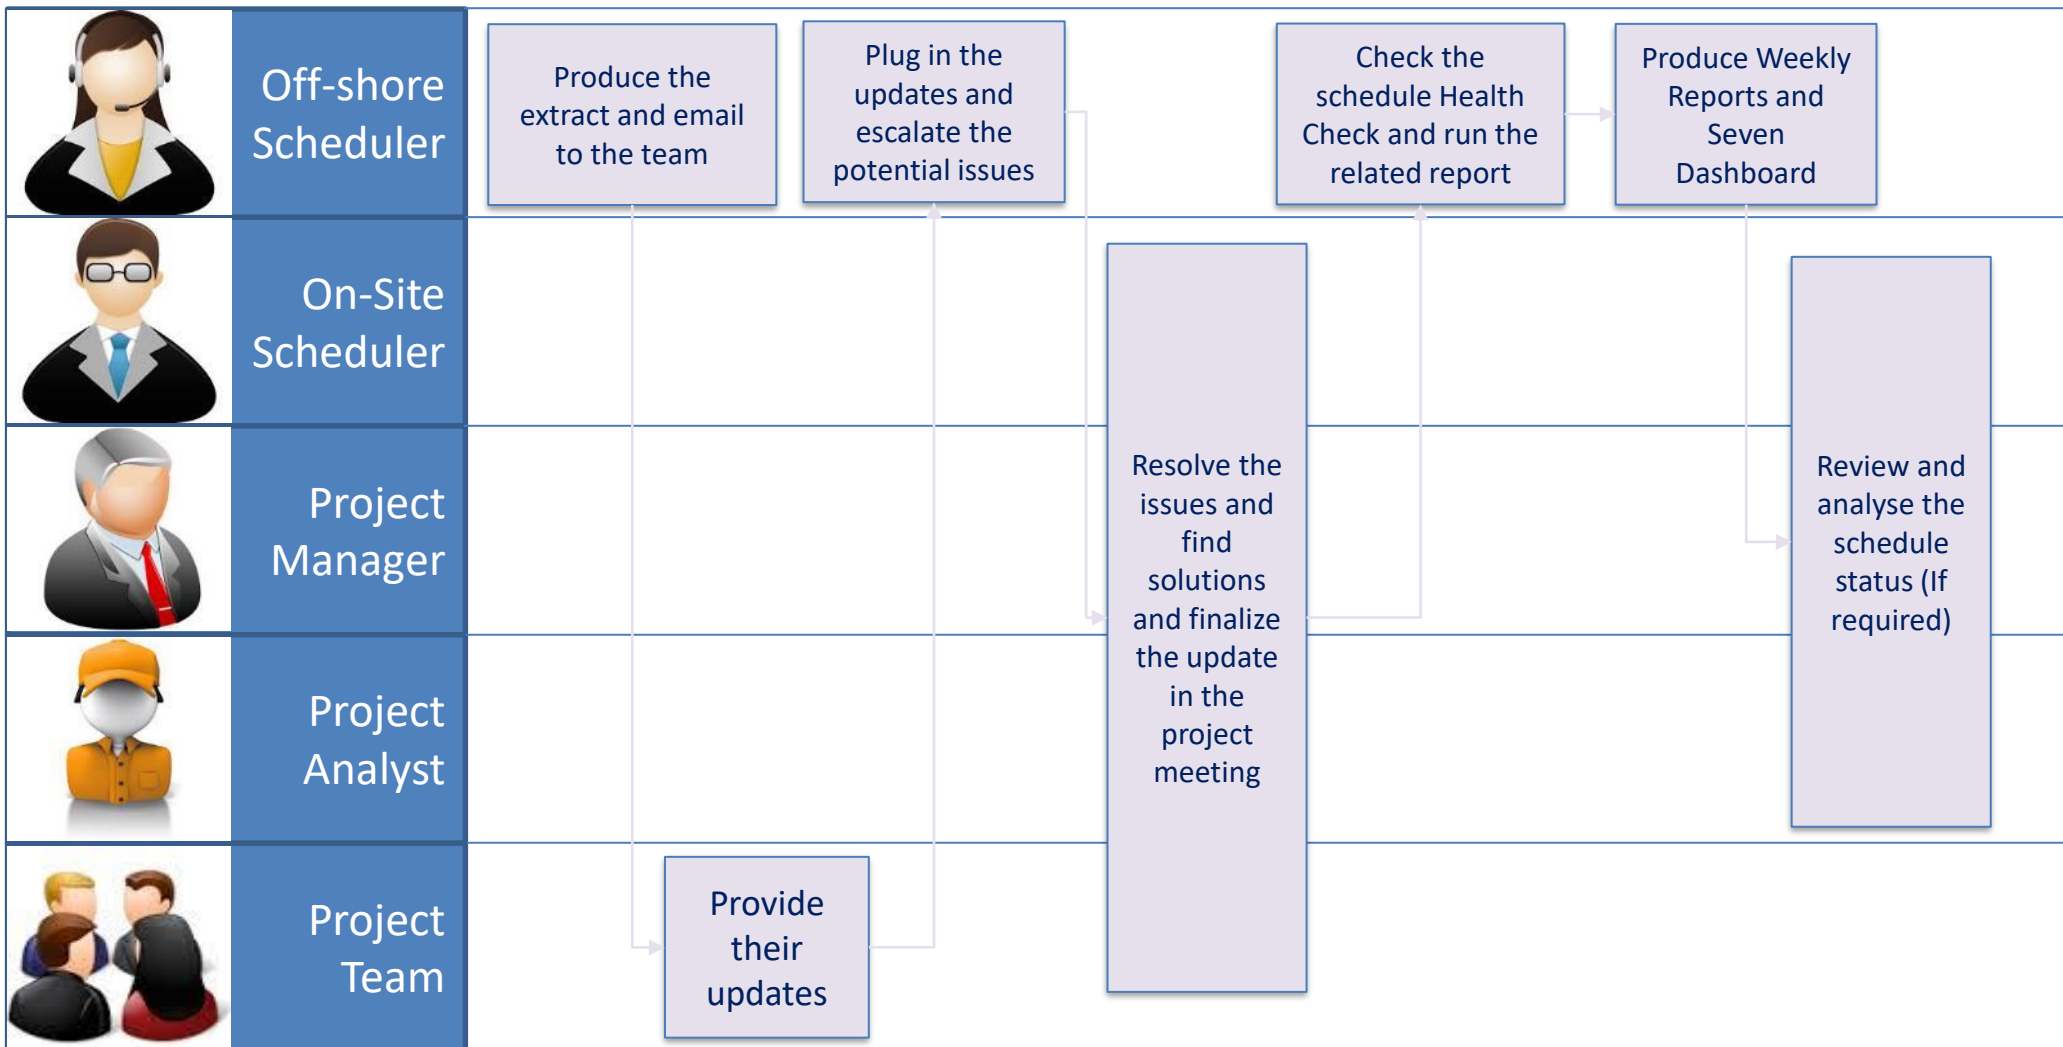 Off-shore
Scheduler
Produce the
extract and email
to the team
Plug in the
updates and
escalate the
potential issues
Check the
schedule Health
Check and run the
related report
Produce Weekly
Reports and
Seven
Dashboard
On-Site
Scheduler
Project
Manager
Resolve the
issues and
find
solutions
and finalize
the update
in the
project
meeting
Review and
analyse the
schedule
status (If
required)
Project
Analyst
Project
Team
Provide
their
updates